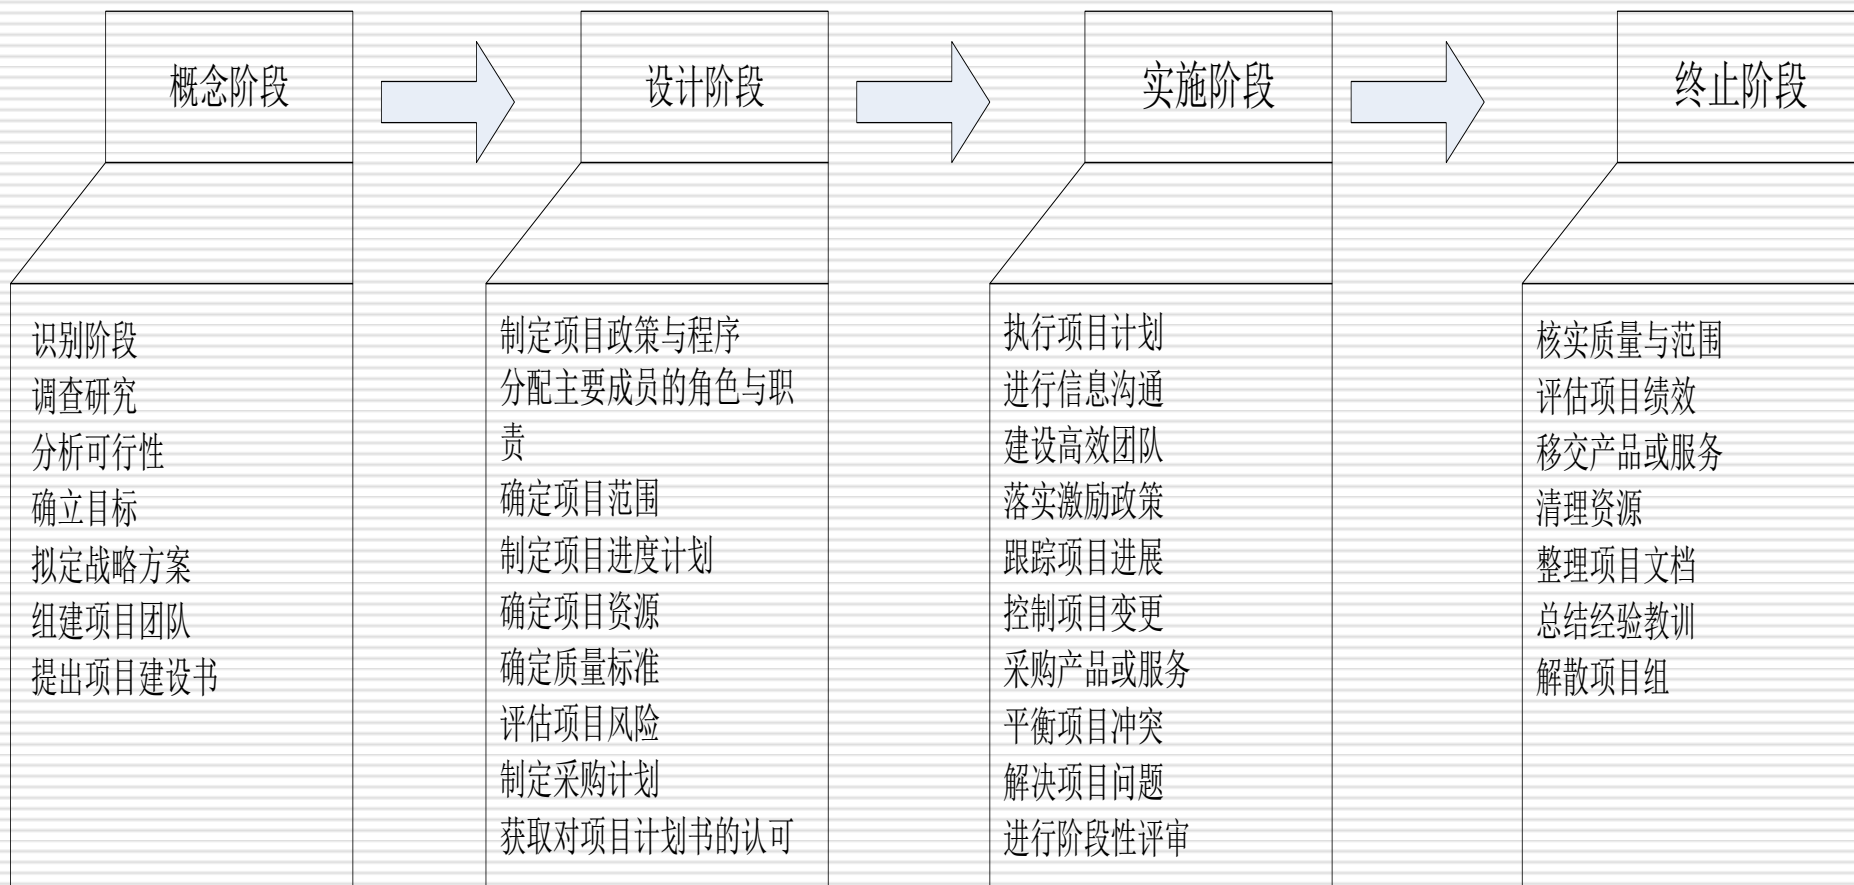 概念阶段
设计阶段
实施阶段
终止阶段
识别阶段
调查研究
分析可行性
确立目标
拟定战略方案
组建项目团队
提出项目建设书
制定项目政策与程序
分配主要成员的角色与职
责
确定项目范围
制定项目进度计划
确定项目资源
确定质量标准
评估项目风险
制定采购计划
获取对项目计划书的认可
执行项目计划
进行信息沟通
建设高效团队
落实激励政策
跟踪项目进展
控制项目变更
采购产品或服务
平衡项目冲突
解决项目问题
进行阶段性评审
核实质量与范围
评估项目绩效
移交产品或服务
清理资源
整理项目文档
总结经验教训
解散项目组